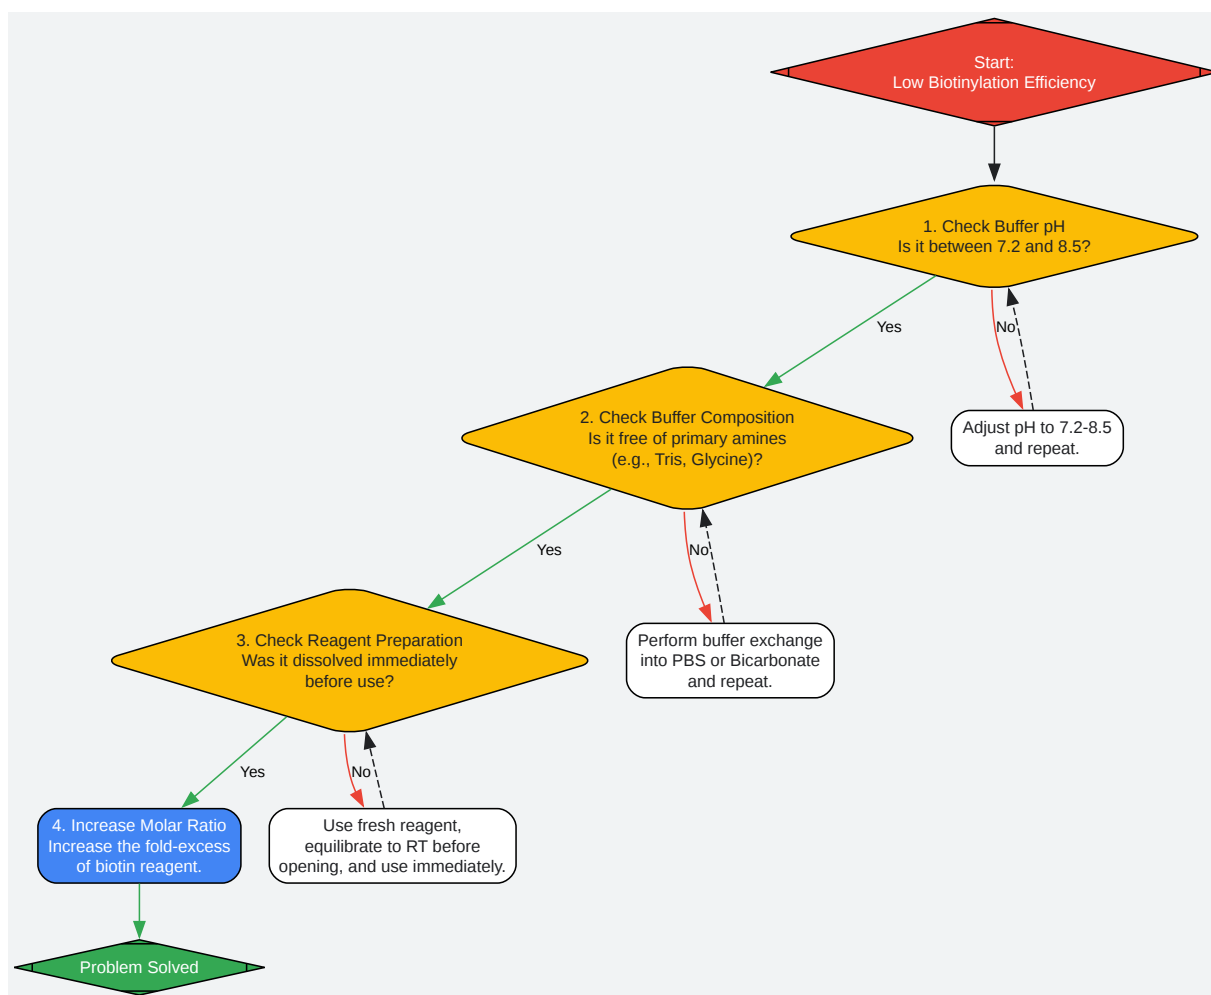 Start:
Low Biotinylation Efficiency
1. Check Buffer pH
Is it between 7.2 and 8.5?
Yes
No
Adjust pH to 7.2-8.5
and repeat.
2. Check Buffer Composition
Is it free of primary amines
(e.g., Tris, Glycine)?
Yes
No
Perform buffer exchange
into PBS or Bicarbonate
and repeat.
3. Check Reagent Preparation
Was it dissolved immediately
before use?
Yes
No
4. Increase Molar Ratio
Increase the fold-excess
of biotin reagent.
Use fresh reagent,
equilibrate to RT before
opening, and use immediately.
Problem Solved